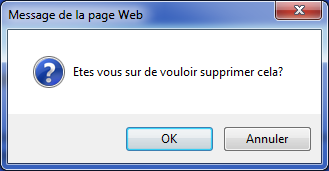 Message de la page Web
Etes vous sur de vouloir supprimer cela?
OK
Annuler